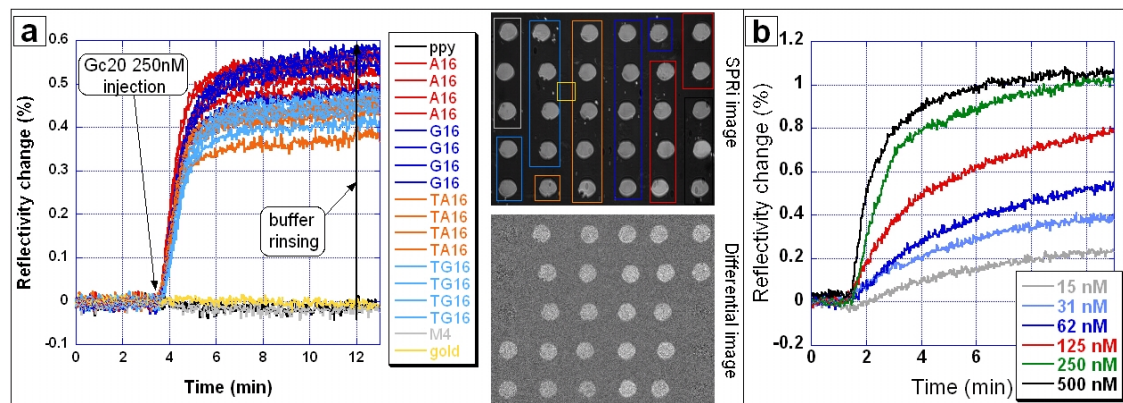 a
Reflectivity change (%)
0.6
0.5
0.4
0.3
0.2
0.1
0
-0.1
0 2 4 6 8 10 12
Time (min)
Gc20 250nM
injection
buffer
rinsing
ppy
A16
A16
A16
A16
G16
G16
G16
G16
TA16
TA16
TA16
TA16
TG16
TG16
TG16
TG16
M4
gold
SPRi image
Differential image
b
Reflectivity change (%)
1.2
1
0.8
0.6
0.4
0.2
0
-0.2
0 2 4 6
Time (min)
15 nM
31 nM
62 nM
125 nM
250 nM
500 nM